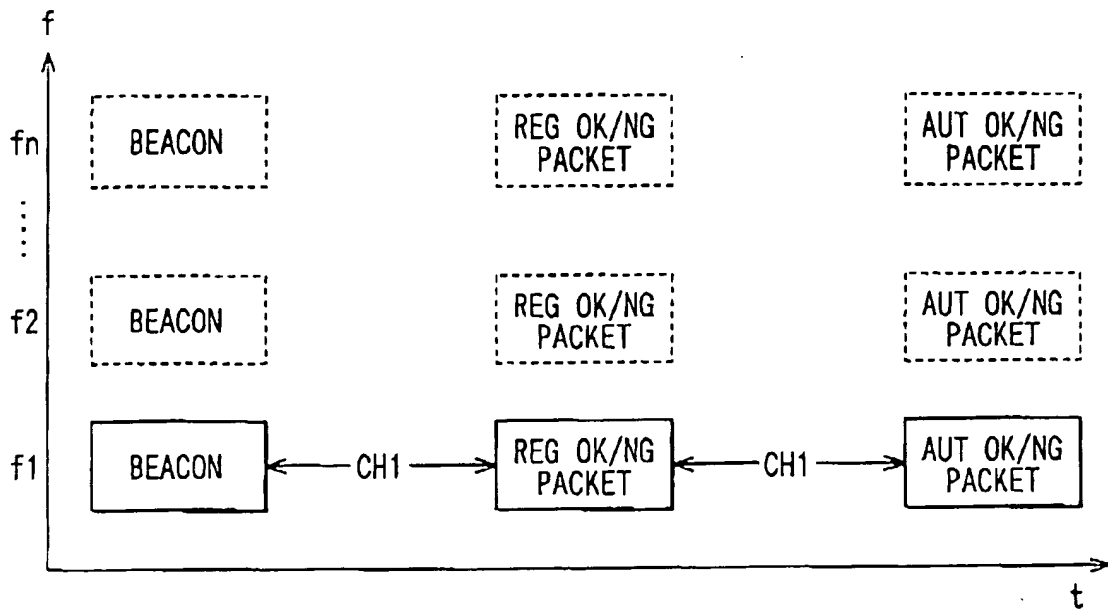 f
fn
BEACON
REG OK/NG
PACKET
AUT OK/NG
PACKET
f2
BEACON
REG OK/NG
PACKET
AUT OK/NG
PACKET
f1
BEACON
CH1
REG OK/NG
PACKET
CH1
AUT OK/NG
PACKET
t